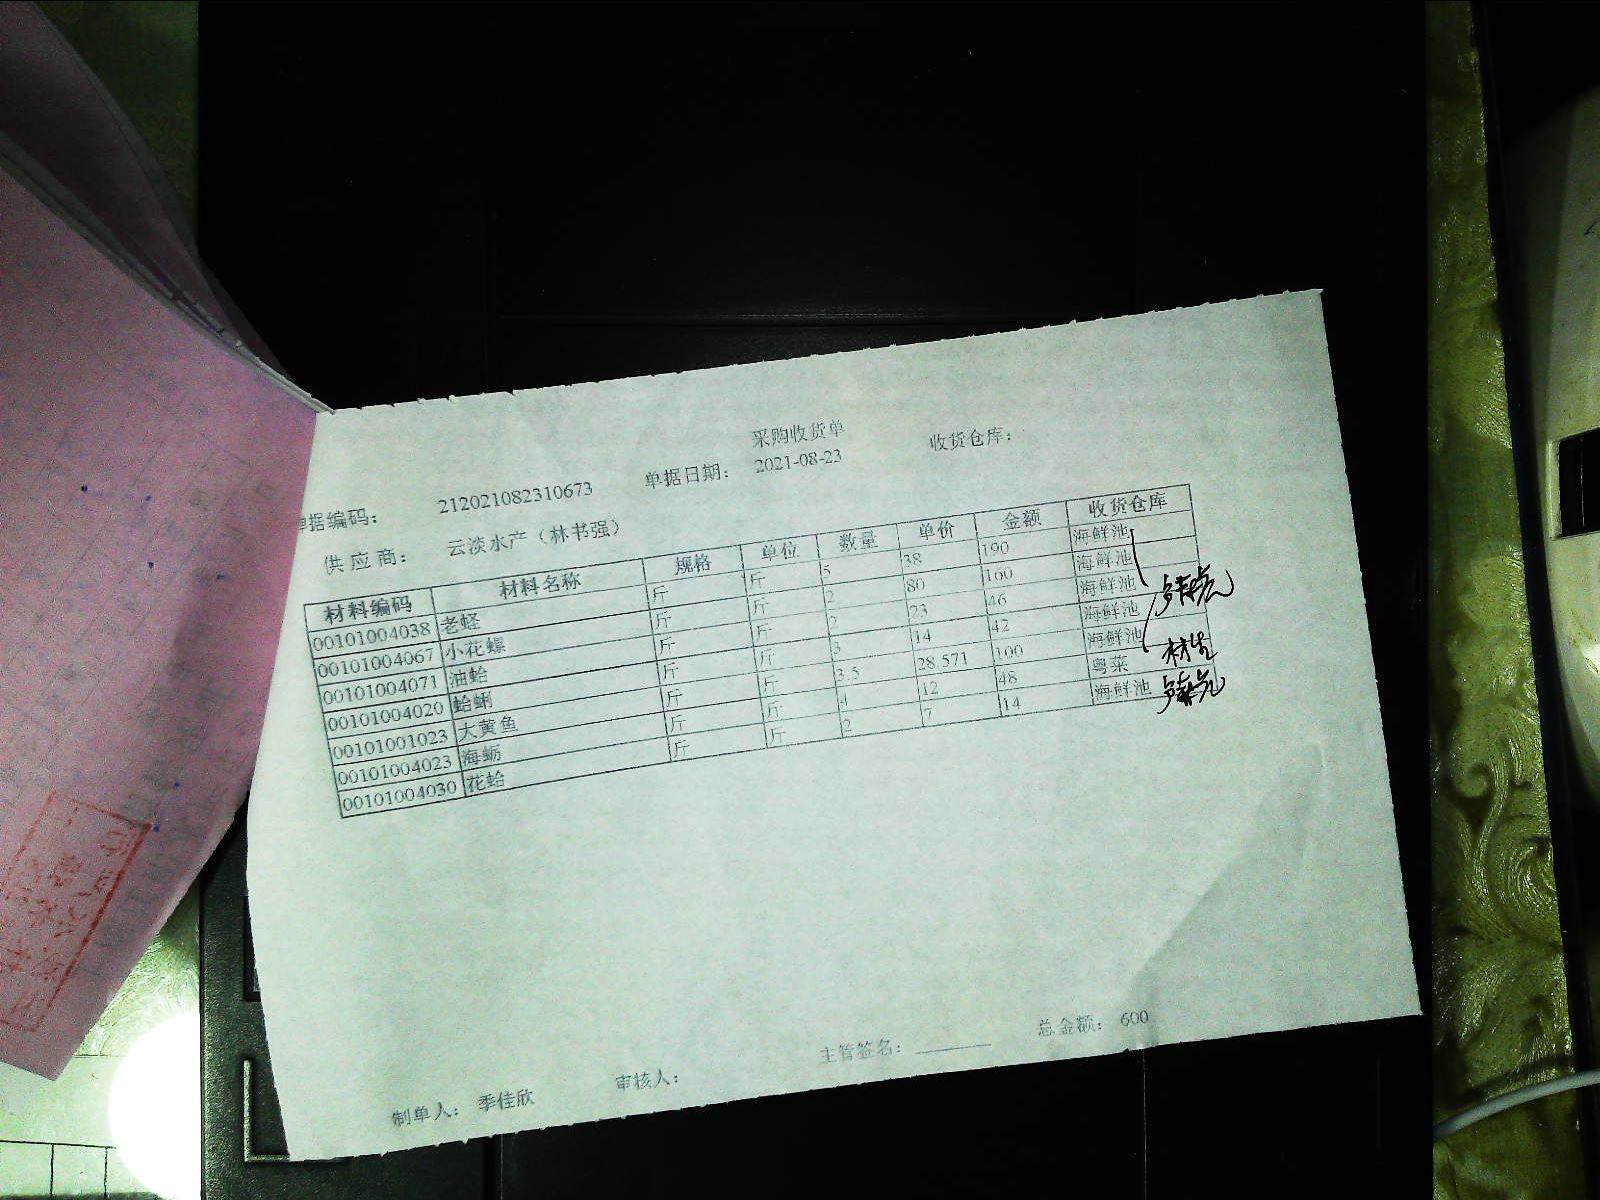 采购收货单
单据编码： 212021082310673 单据日期： 2021-08-23 收货仓库：
供应商： 云淡水产（林书强）
材料编码 材料名称 规格 单位 数量 单价 金额 收货仓库
00101004038 老蛏 斤 斤 5 38 190 海鲜池
00101004067 小花螺 斤 斤 2 80 160 海鲜池
00101004071 油蛤 斤 斤 2 23 46 海鲜池
00101004020 蛤蜊 斤 斤 3 14 42 海鲜池
00101001023 大黄鱼 斤 斤 3.5 28.571 100 海鲜池
00101004023 海蛎 斤 斤 4 12 48 粤菜
00101004030 花蛤 斤 斤 2 7 14 海鲜池
总金额： 600
制单人： 季佳欣 审核人： 主管签名：